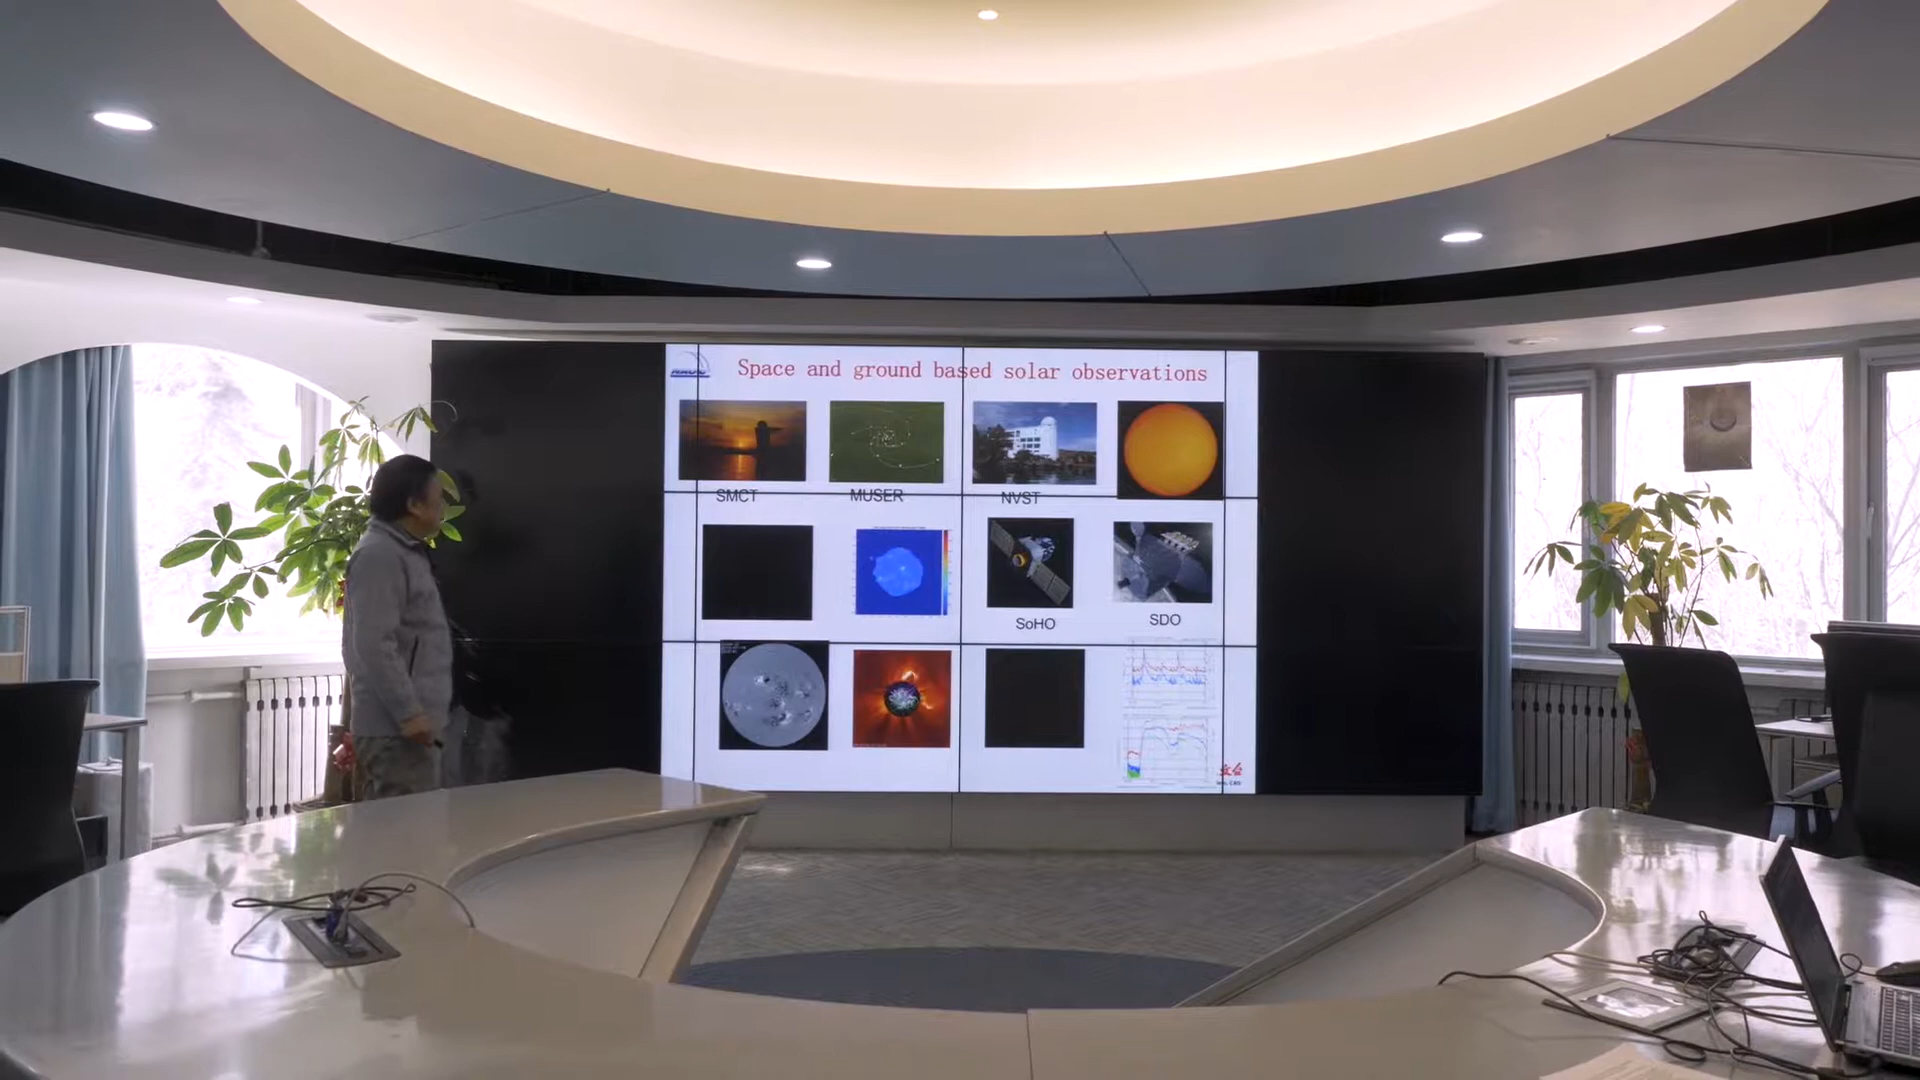 Space and ground based solar observations
SMCT
MUSER
NVST
SoHO
SDO